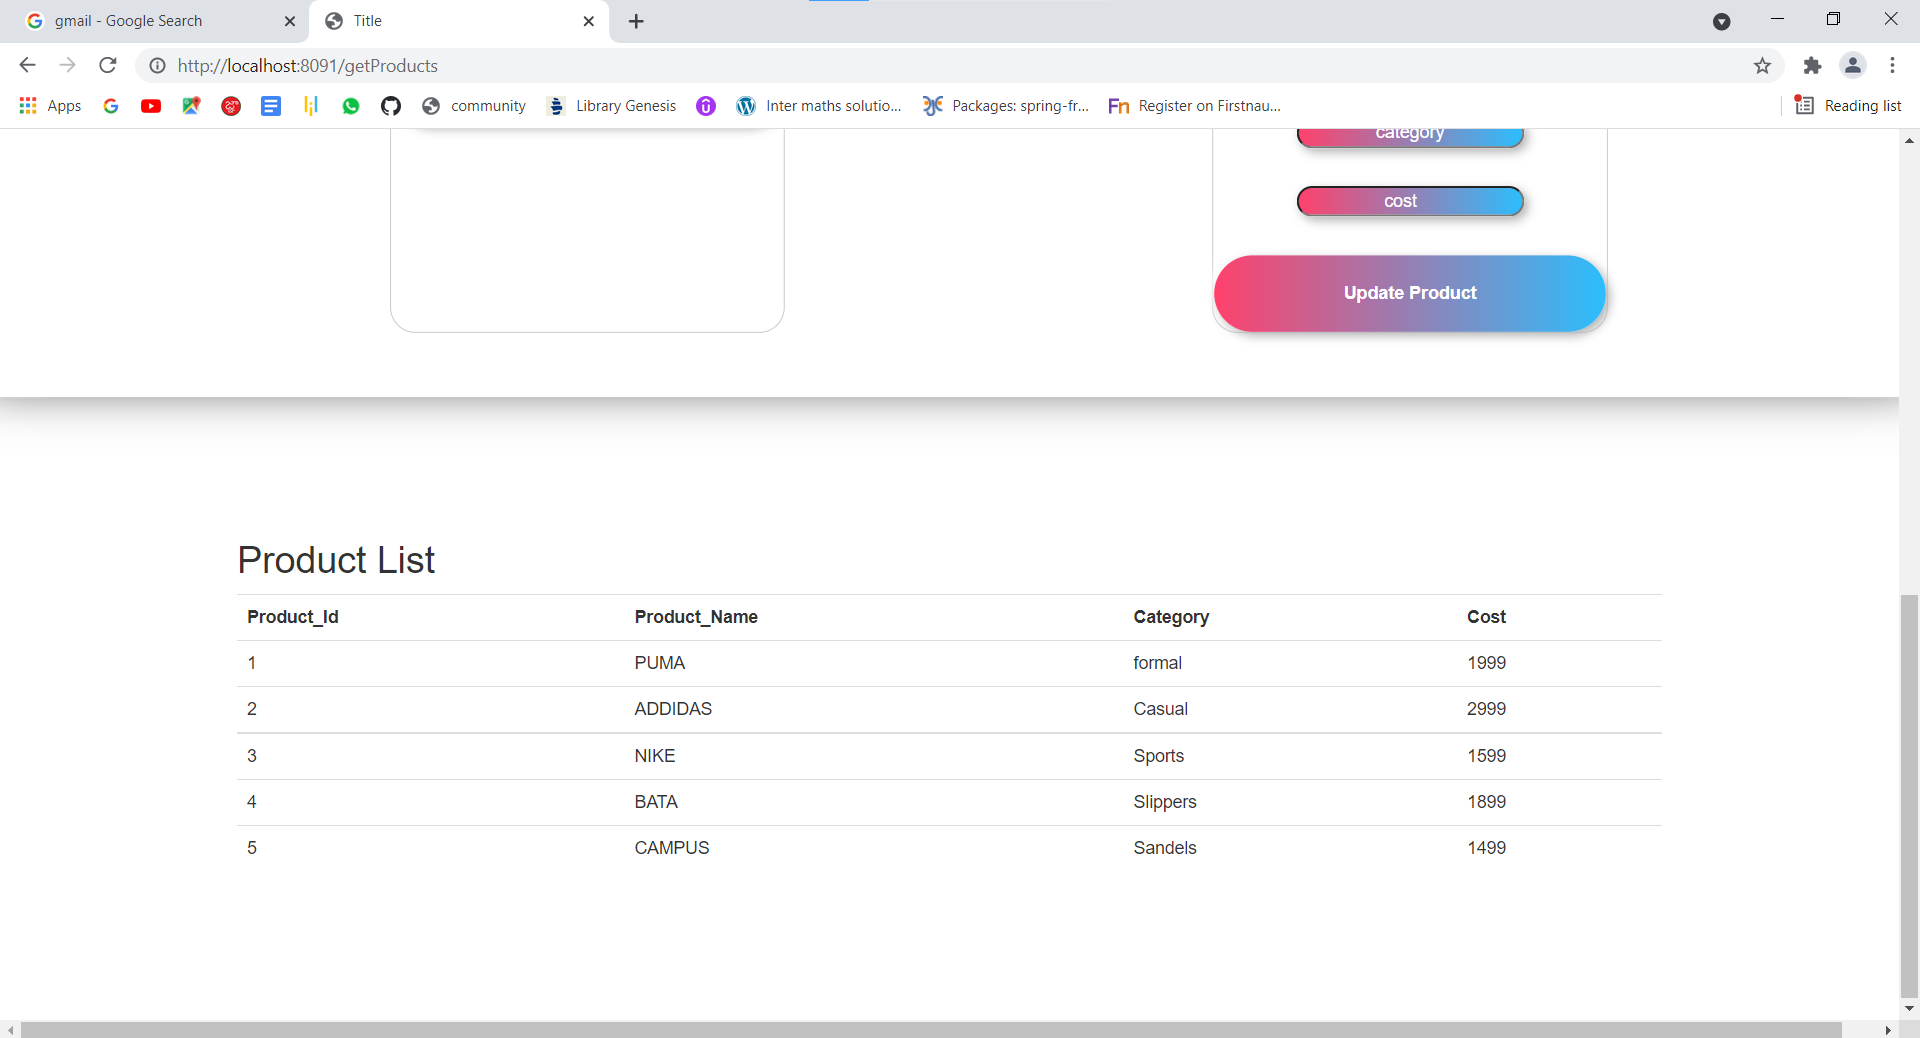 gmail - Google Search
Title
http://localhost:8091/getProducts
Apps
community
Library Genesis
Inter maths solutio...
Packages: spring-fr...
Fn Register on Firstnau...
Reading list
category
cost
Update Product
Product List
Product_Id Product_Name Category Cost
1 PUMA formal 1999
2 ADDIDAS Casual 2999
3 NIKE Sports 1599
4 BATA Slippers 1899
5 CAMPUS Sandels 1499